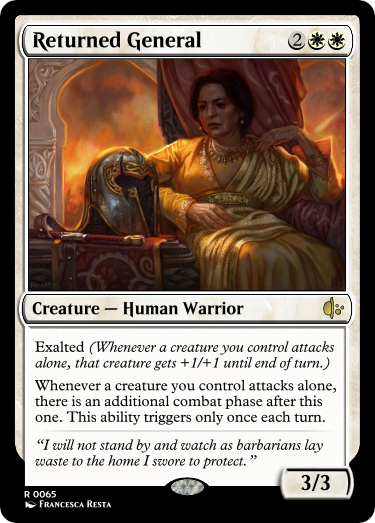 Returned General 2
Creature — Human Warrior
Exalted (Whenever a creature you control attacks
alone, that creature gets +1/+1 until end of turn.)
Whenever a creature you control attacks alone,
there is an additional combat phase after this
one. This ability triggers only once each turn.
“I will not stand by and watch as barbarians lay
waste to the home I swore to protect.”
3/3
R 0065
Francesca Resta